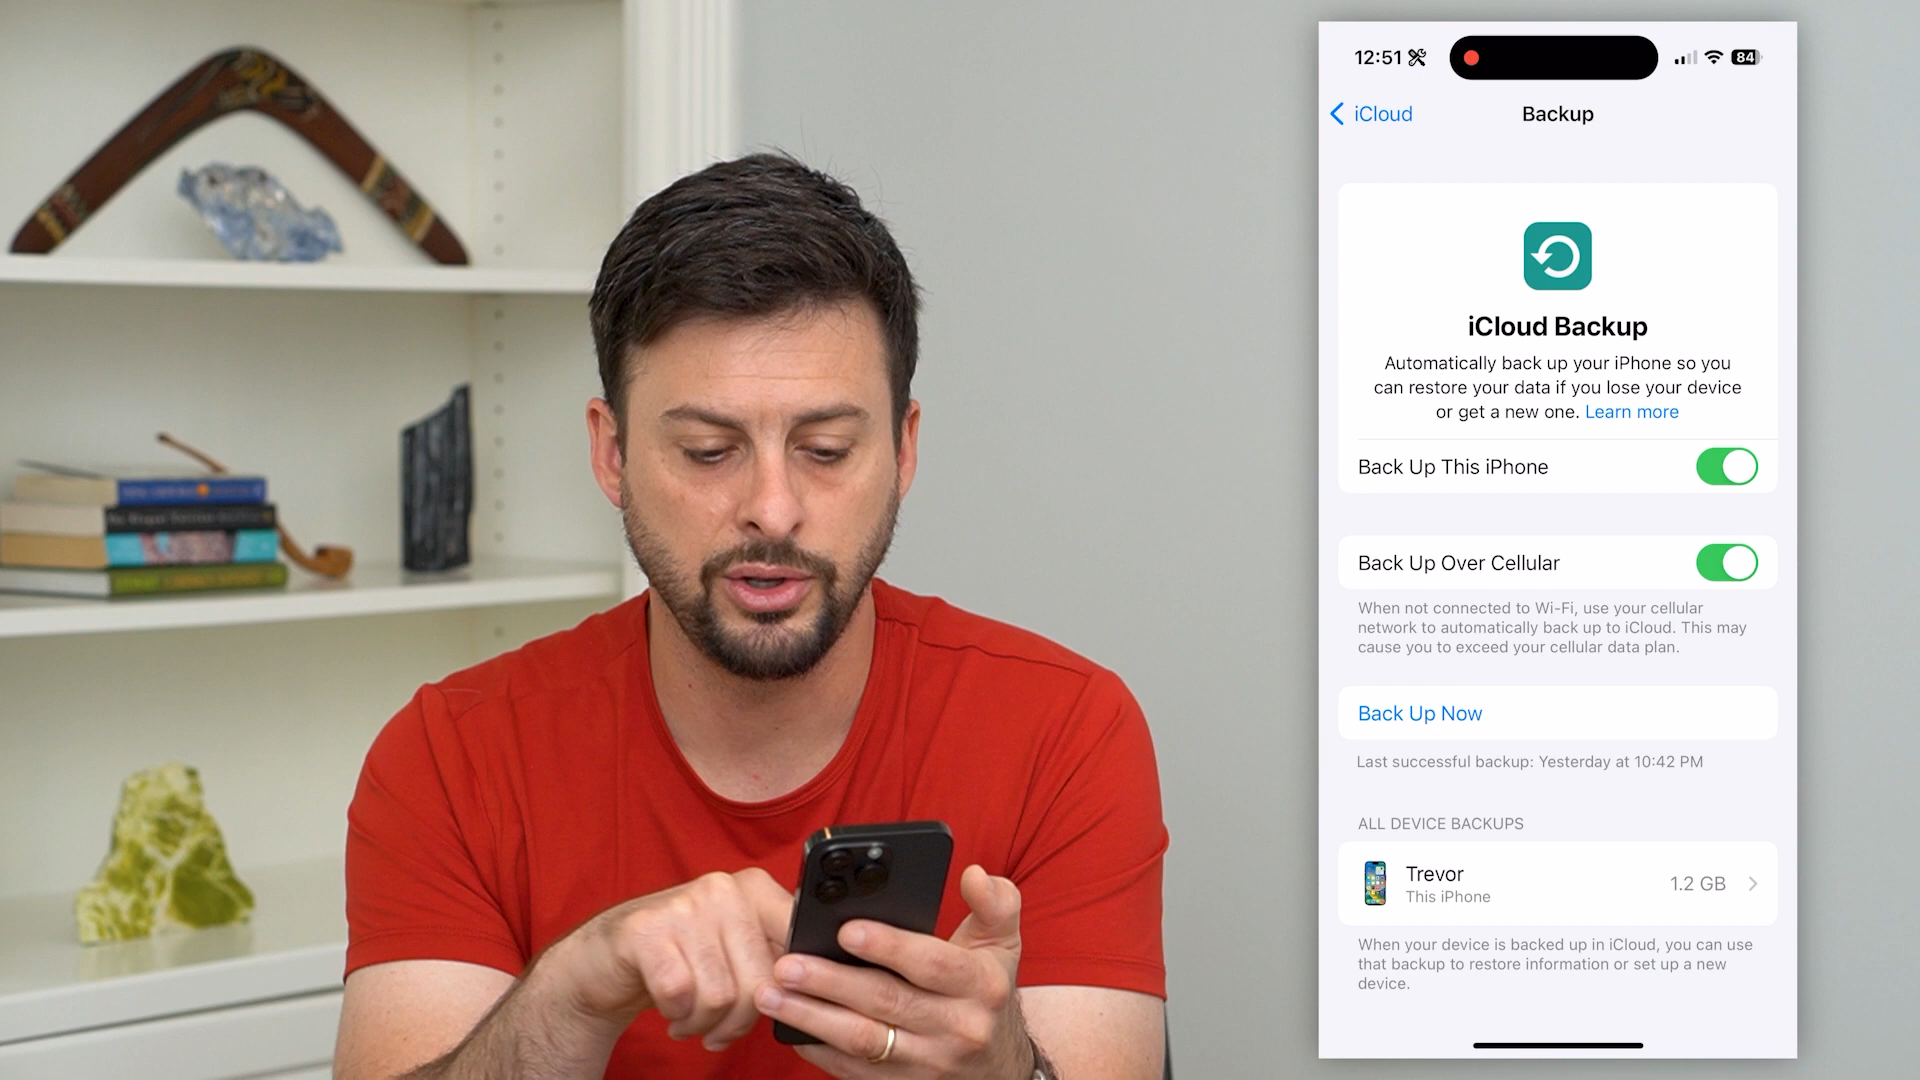 12:51
84
iCloud
Backup
iCloud Backup
Automatically back up your iPhone so you
can restore your data if you lose your device
or get a new one. Learn more
Back Up This iPhone
Back Up Over Cellular
When not connected to Wi-Fi, use your cellular
network to automatically back up to iCloud. This may
cause you to exceed your cellular data plan.
Back Up Now
Last successful backup: Yesterday at 10:42 PM
ALL DEVICE BACKUPS
Trevor
1.2 GB
This iPhone
When your device is backed up in iCloud, you can use
that backup to restore information or set up a new
device.